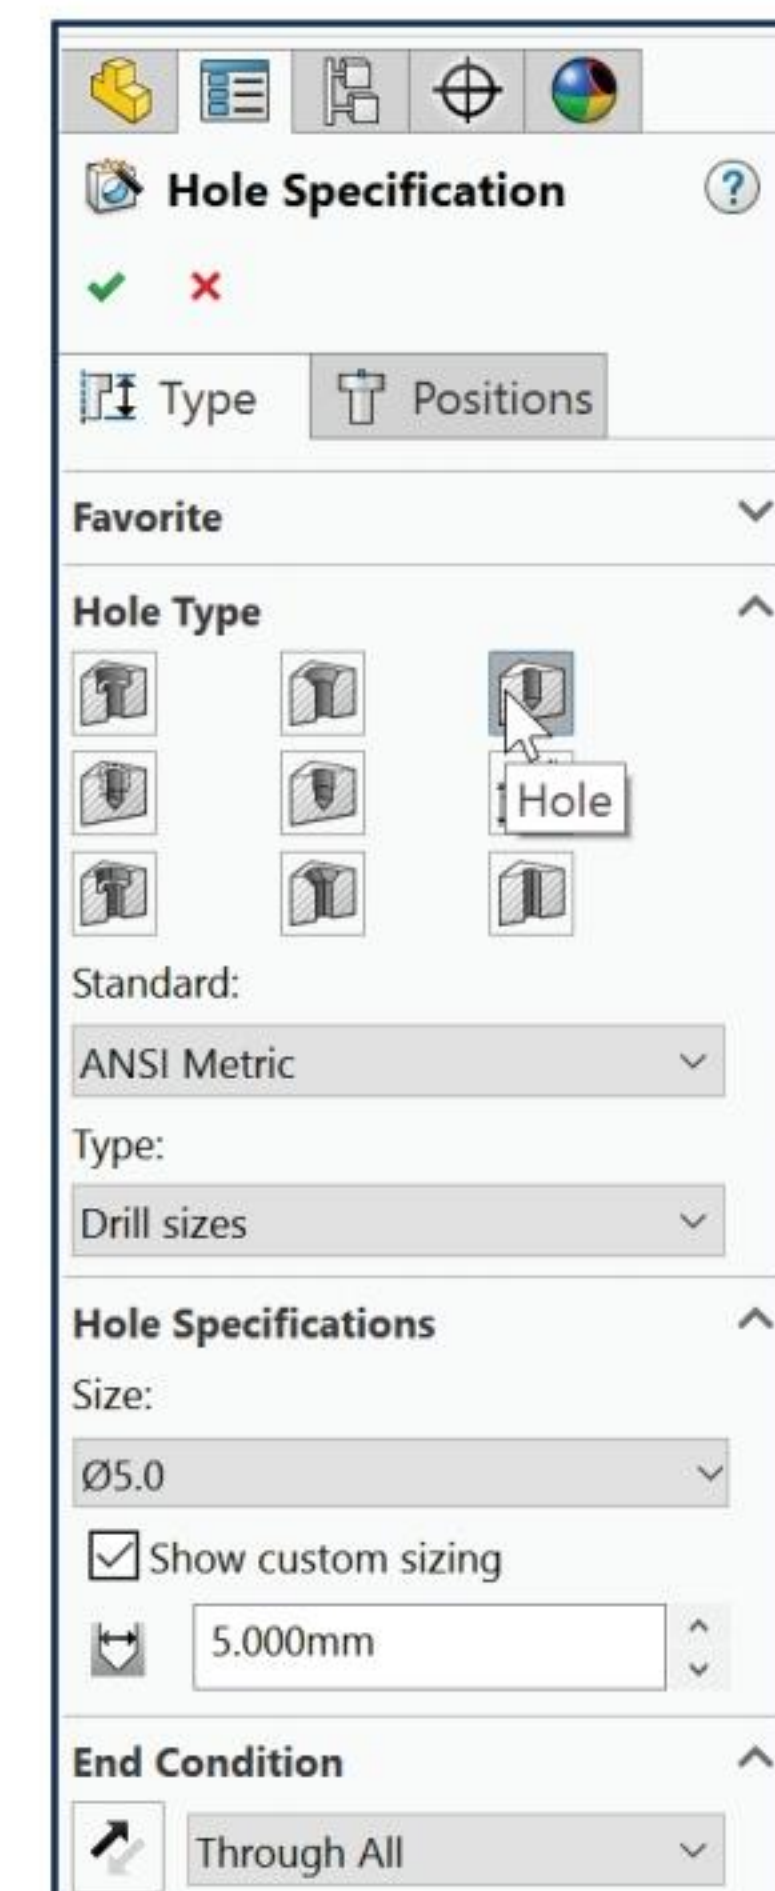 Hole Specification
?
Type
Positions
Favorite
Hole Type
Hole
Standard:
ANSI Metric
Type:
Drill sizes
Hole Specifications
Size:
Ø5.0
Show custom sizing
5.000mm
End Condition
Through All